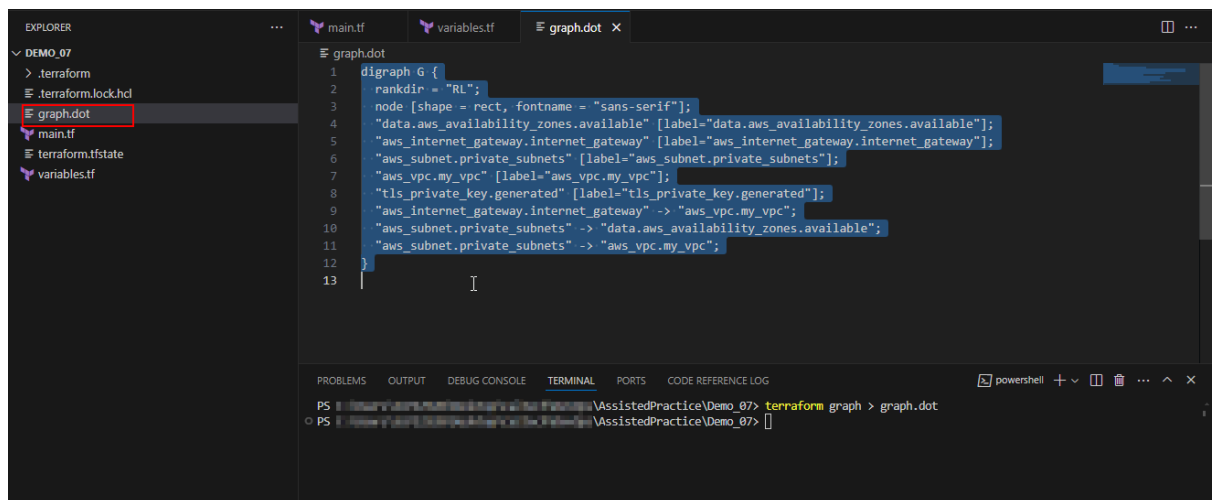 EXPLORER
DEMO_07
.terraform
.terraform.lock.hcl
graph.dot
main.tf
terraform.tfstate
variables.tf
main.tf variables.tf graph.dot
graph.dot
1 digraph G {
2 rankdir = "RL";
3 node [shape = rect, fontname = "sans-serif"];
4 "data.aws_availability_zones.available" [label="data.aws_availability_zones.available"];
5 "aws_internet_gateway.internet_gateway" [label="aws_internet_gateway.internet_gateway"];
6 "aws_subnet.private_subnets" [label="aws_subnet.private_subnets"];
7 "aws_vpc.my_vpc" [label="aws_vpc.my_vpc"];
8 "tls_private_key.generated" [label="tls_private_key.generated"];
9 "aws_internet_gateway.internet_gateway" -> "aws_vpc.my_vpc";
10 "aws_subnet.private_subnets" -> "data.aws_availability_zones.available";
11 "aws_subnet.private_subnets" -> "aws_vpc.my_vpc";
12 }
13
PROBLEMS OUTPUT DEBUG CONSOLE TERMINAL PORTS CODE REFERENCE LOG powershell
PS \AssistedPractice\Demo_07> terraform graph > graph.dot
PS \AssistedPractice\Demo_07>